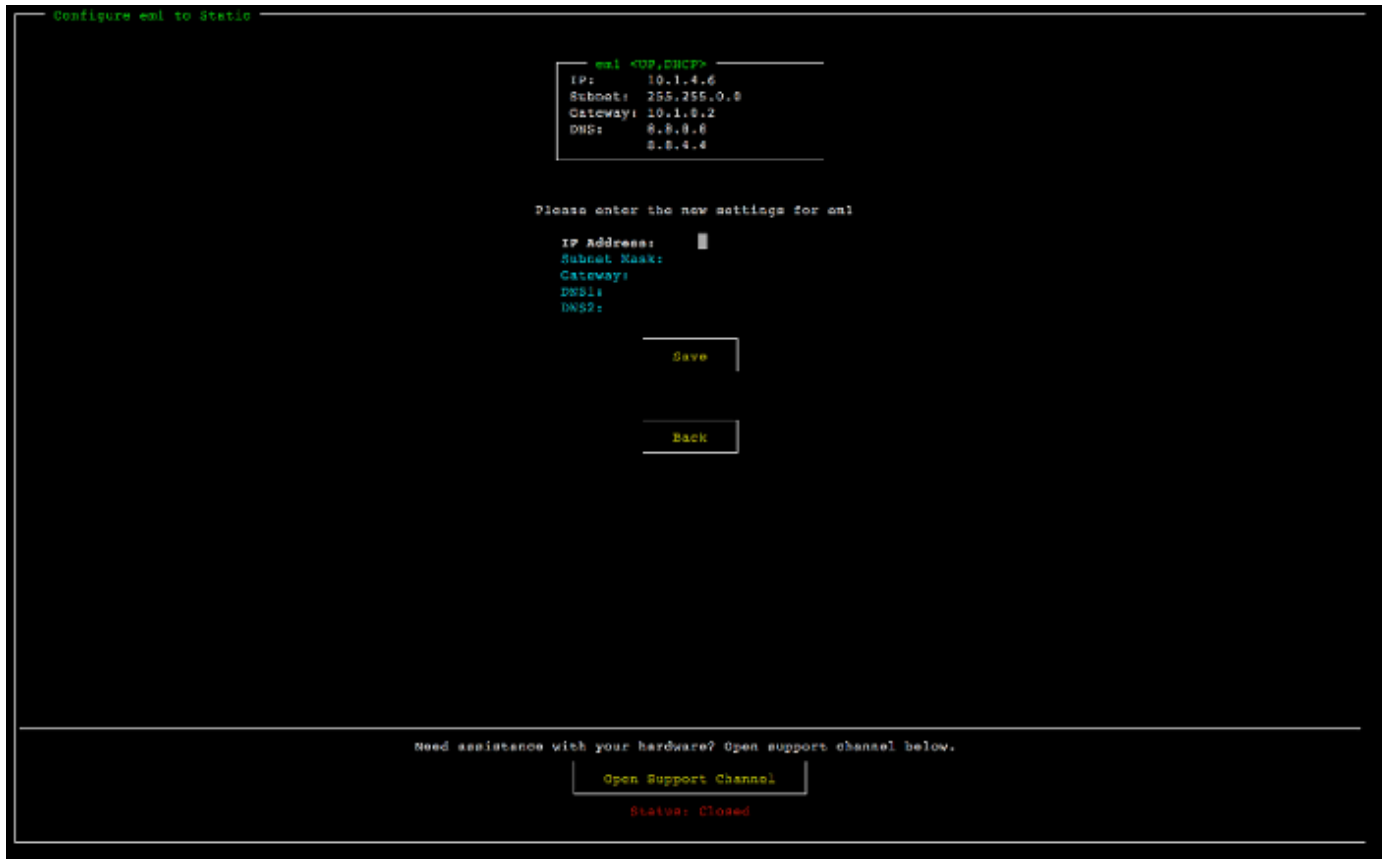 Configure em1 to Static
em1 <UP,DHCP>
IP: 10.1.4.6
Subnet: 255.255.0.0
Gateway: 10.1.0.2
DNS: 8.8.8.8
8.8.4.4
Please enter the new settings for em1
IP Address:
Subnet Mask:
Gateway:
DNS1:
DNS2:
Save
Back
Need assistance with your hardware? Open support channel below.
Open Support Channel
Status: Closed